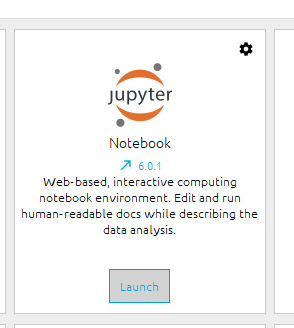 jupyter
Notebook
6.0.1
Web-based, interactive computing
notebook environment. Edit and run
human-readable docs while describing the
data analysis.
Launch